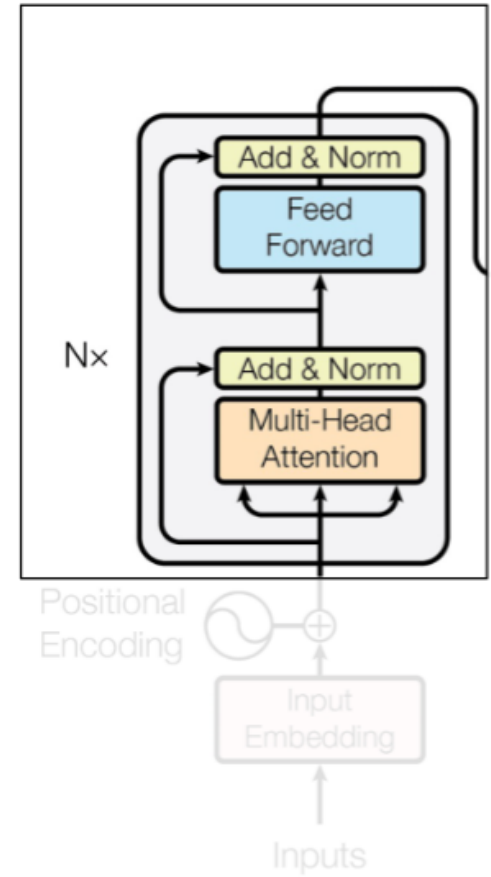 Add & Norm
Feed
Forward
Nx
Add & Norm
Multi-Head
Attention
Positional
Encoding
Input
Embedding
Inputs